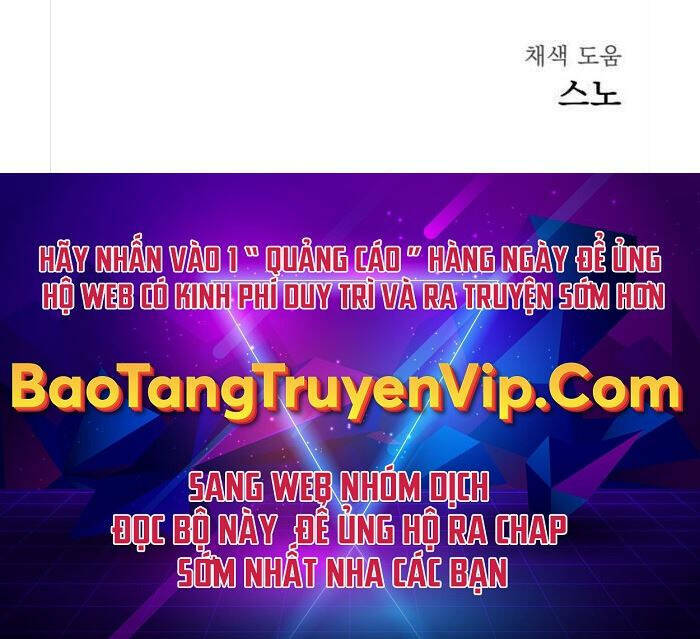 채색 도움
스노
HÃY NHẤN VÀO 1 “ QUẢNG CÁO ” HÀNG NGÀY ĐỂ ỦNG
HỘ WEB CÓ KINH PHÍ DUY TRÌ VÀ RA TRUYỆN SỚM HƠN
BaoTangTruyenVip.Com
SANG WEB NHÓM DỊCH
ĐỌC BỘ NÀY ĐỂ ỦNG HỘ RA CHAP
SỚM NHẤT NHA CÁC BẠN